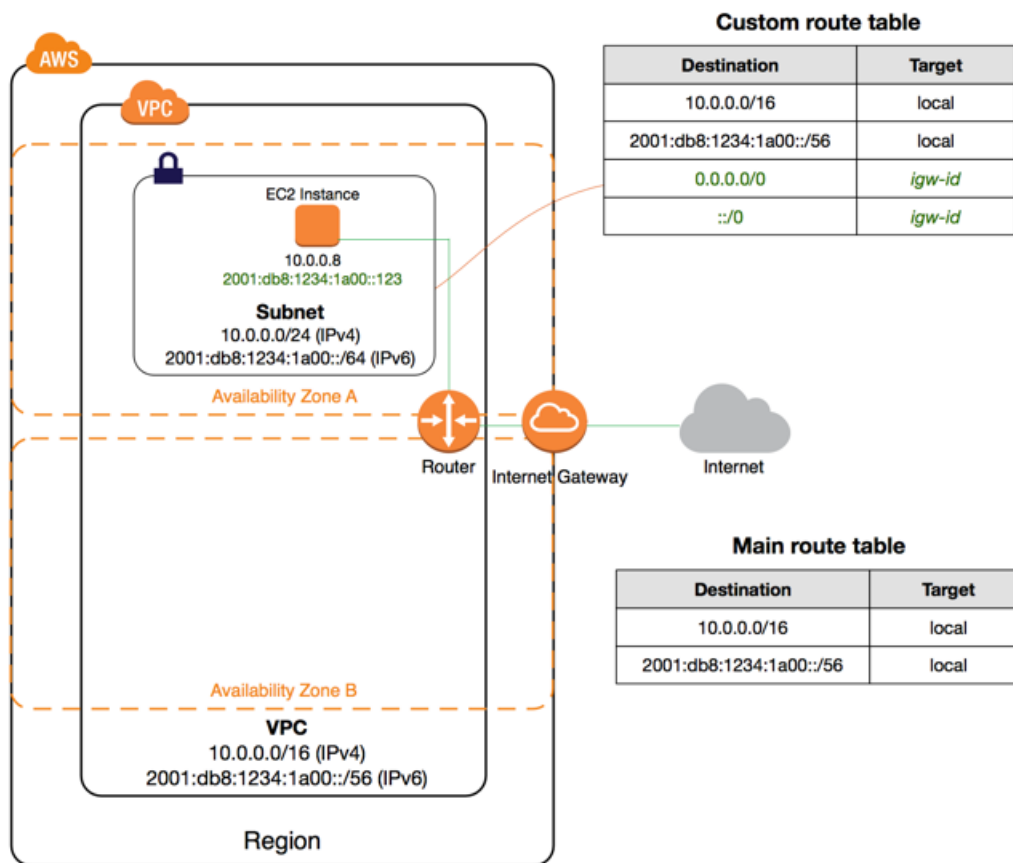 AWS
VPC
EC2 Instance
10.0.0.8
2001:db8:1234:1a00::123
Subnet
10.0.0.0/24 (IPv4)
2001:db8:1234:1a00::/64 (IPv6)
Availability Zone A
Router
Internet Gateway
Internet
Availability Zone B
VPC
10.0.0.0/16 (IPv4)
2001:db8:1234:1a00::/56 (IPv6)
Region
Custom route table
Destination Target
10.0.0.0/16 local
2001:db8:1234:1a00::/56 local
0.0.0.0/0 igw-id
::/0 igw-id
Main route table
Destination Target
10.0.0.0/16 local
2001:db8:1234:1a00::/56 local